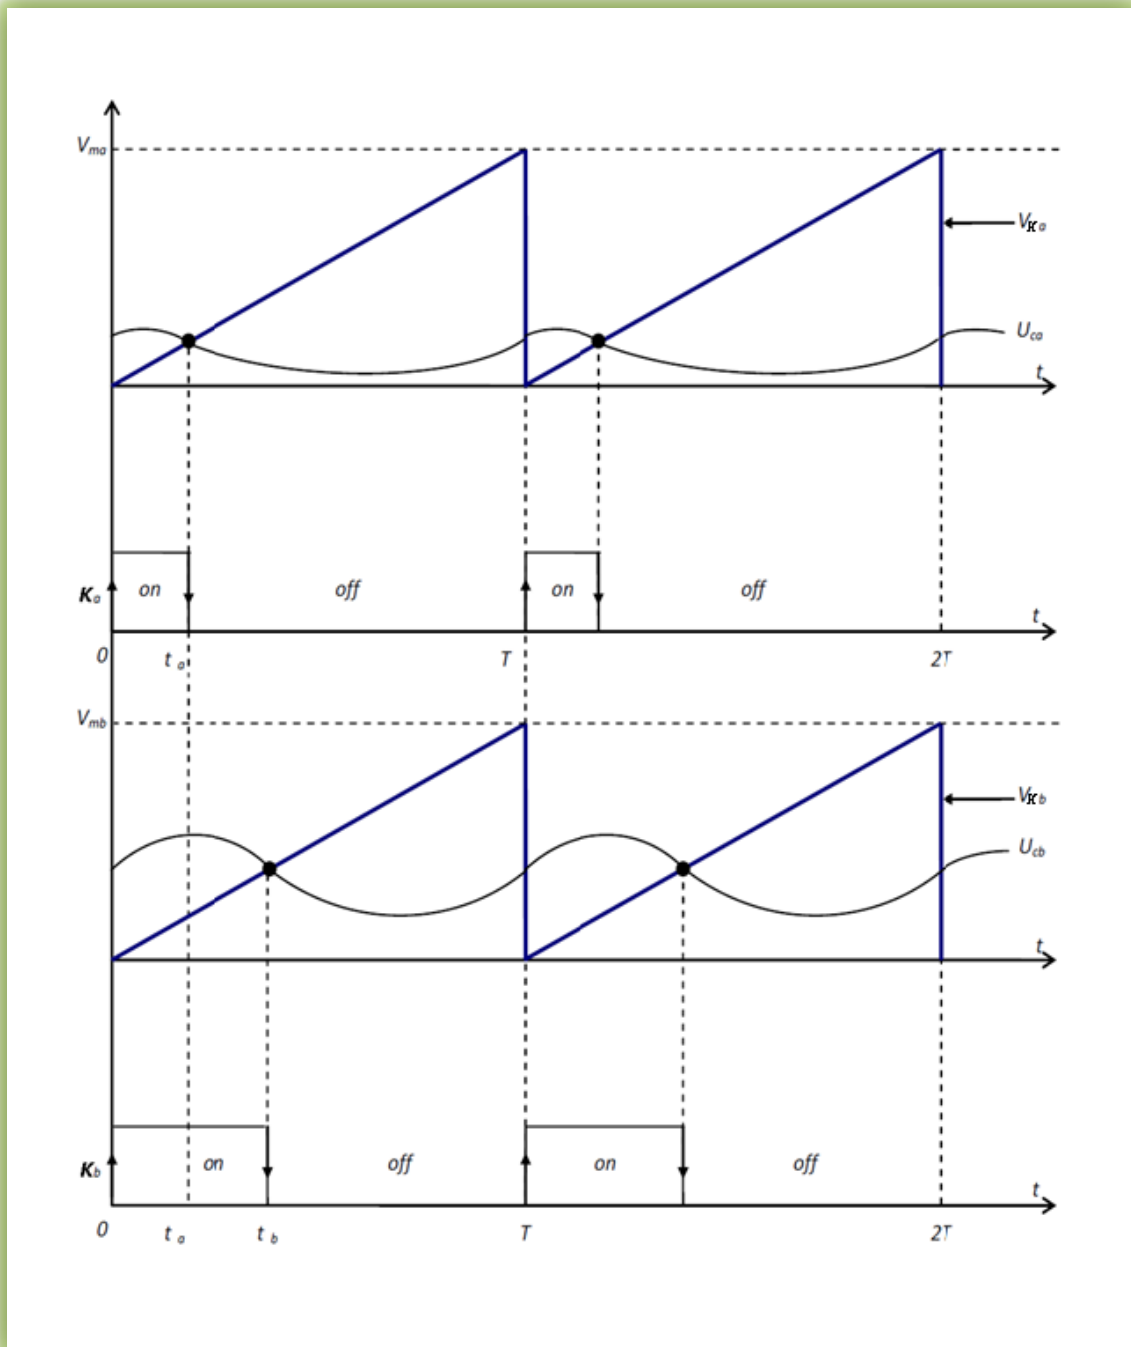 Vma
VKa
Uca
t
Ka on off on off
t
0 ta T 2T
Vmb
VKb
Ucb
t
Kb on off on off
t
0 ta tb T 2T